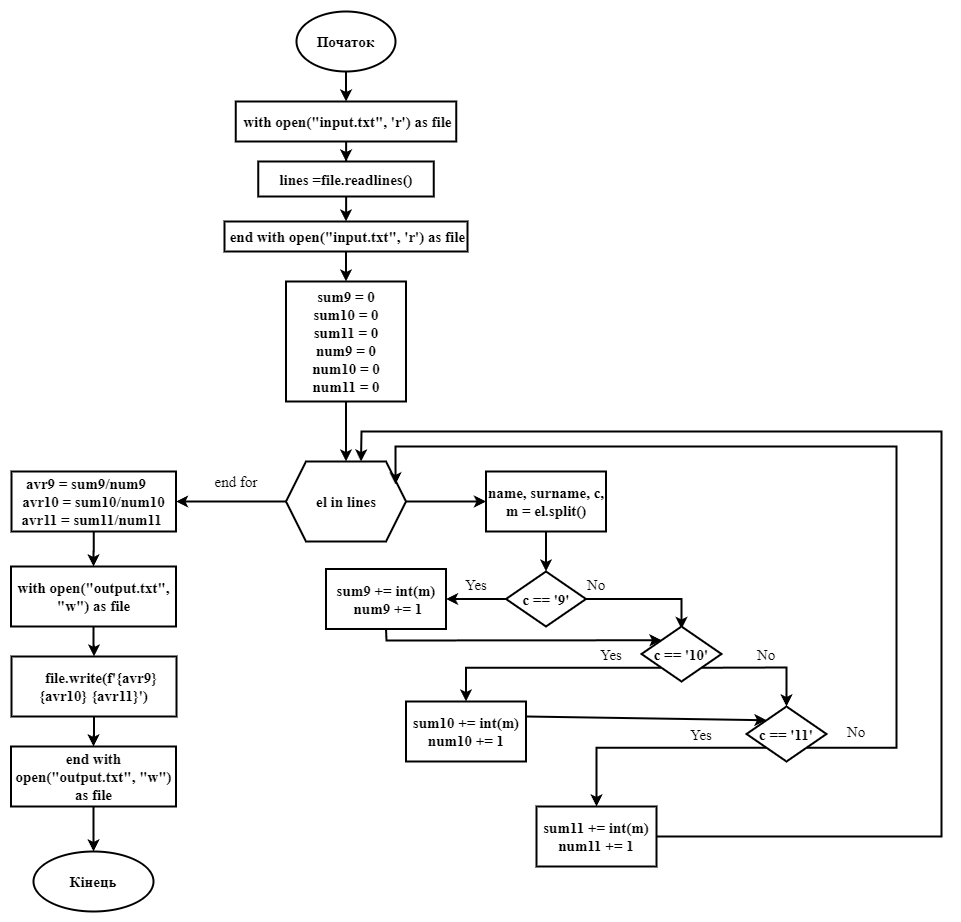 Початок
with open("input.txt", 'r') as file
lines =file.readlines()
end with open("input.txt", 'r') as file
sum9 = 0
sum10 = 0
sum11 = 0
num9 = 0
num10 = 0
num11 = 0
el in lines
end for
avr9 = sum9/num9
avr10 = sum10/num10
avr11 = sum11/num11
with open("output.txt",
"w") as file
file.write(f'{avr9}
{avr10} {avr11}')
end with
open("output.txt", "w")
as file
Кінець
name, surname, c,
m = el.split()
c == '9'
Yes
No
sum9 += int(m)
num9 += 1
c == '10'
Yes
No
sum10 += int(m)
num10 += 1
c == '11'
Yes
No
sum11 += int(m)
num11 += 1